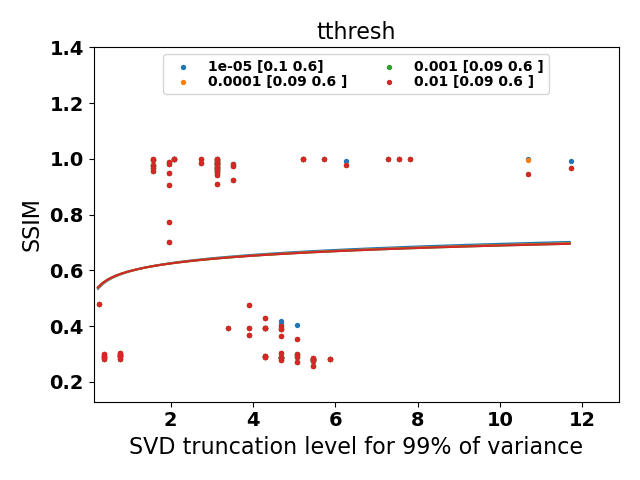 tthresh
1e-05 [0.1 0.6]
0.0001 [0.09 0.6 ]
0.001 [0.09 0.6 ]
0.01 [0.09 0.6 ]
1.4
1.2
1.0
0.8
0.6
0.4
0.2
SSIM
2 4 6 8 10 12
SVD truncation level for 99% of variance